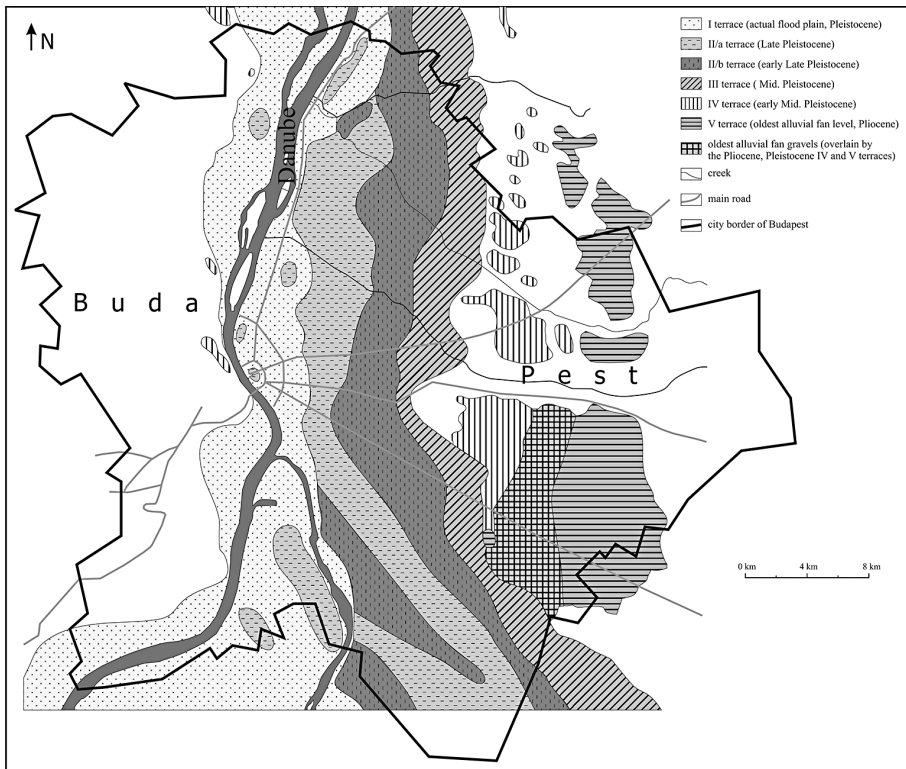 N
I terrace (actual flood plain, Pleistocene)
II/a terrace (Late Pleistocene)
II/b terrace (early Late Pleistocene)
III terrace ( Mid. Pleistocene)
IV terrace (early Mid. Pleistocene)
V terrace (oldest alluvial fan level, Pliocene)
oldest alluvial fan gravels (overlain by
the Pliocene, Pleistocene IV and V terraces)
creek
main road
city border of Budapest
Danube
Buda
Pest
0 km 4 km 8 km